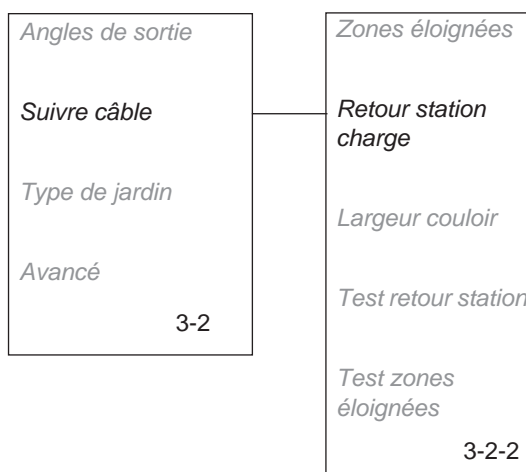 Angles de sortie
Suivre câble
Type de jardin
Avancé
3-2
Zones éloignées
Retour station
charge
Largeur couloir
Test retour station
Test zones
éloignées
3-2-2